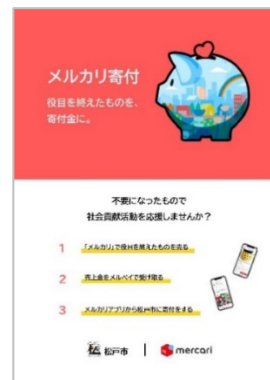 メルカリ寄付
役目を終えたものを、
寄付金に。
不要になったもので
社会貢献活動を応援しませんか？
1 「メルカリ」で役目を終えたものを売る
2 売上金をメルペイで受け取る
3 メルカリアプリから松戸市に寄付をする
松戸市 mercari